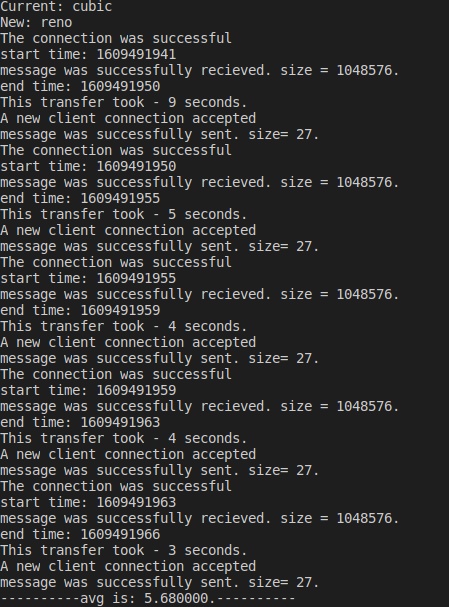 Current: cubic
New: reno
The connection was successful
start time: 1609491941
message was successfully recieved. size = 1048576.
end time: 1609491950
This transfer took - 9 seconds.
A new client connection accepted
message was successfully sent. size= 27.
The connection was successful
start time: 1609491950
message was successfully recieved. size = 1048576.
end time: 1609491955
This transfer took - 5 seconds.
A new client connection accepted
message was successfully sent. size= 27.
The connection was successful
start time: 1609491955
message was successfully recieved. size = 1048576.
end time: 1609491959
This transfer took - 4 seconds.
A new client connection accepted
message was successfully sent. size= 27.
The connection was successful
start time: 1609491959
message was successfully recieved. size = 1048576.
end time: 1609491963
This transfer took - 4 seconds.
A new client connection accepted
message was successfully sent. size= 27.
The connection was successful
start time: 1609491963
message was successfully recieved. size = 1048576.
end time: 1609491966
This transfer took - 3 seconds.
A new client connection accepted
message was successfully sent. size= 27.
----------avg is: 5.680000.----------